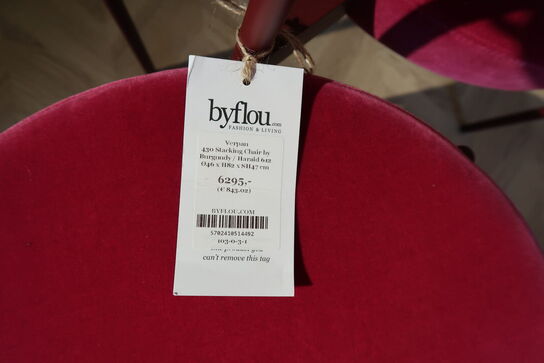 byflou.com
FASHION & LIVING
Verpan
430 Stacking Chair by
Burgundy / Harald 612
Ø46 x H82 x SH47 cm
6295,-
(€ 843.02)
BYFLOU.COM
5702410514492
103-0-3-1
can't remove this tag